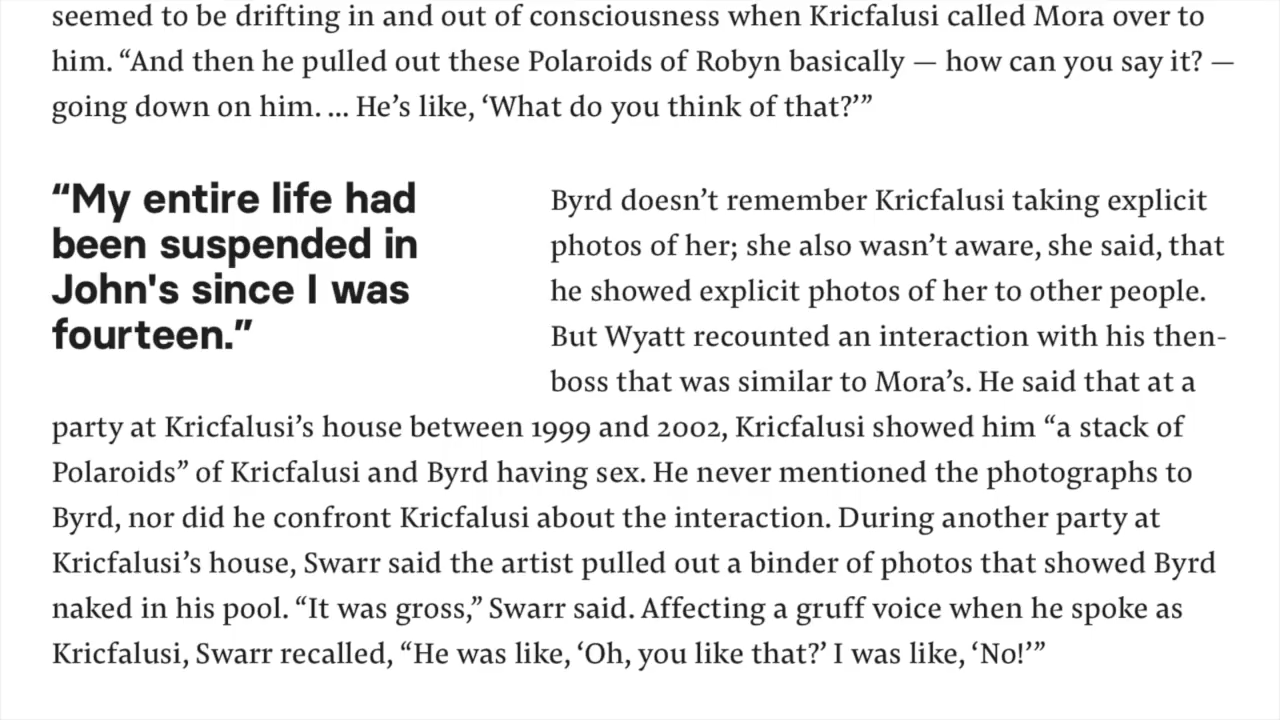 seemed to be drifting in and out of consciousness when Kricfalusi called Mora over to
him. “And then he pulled out these Polaroids of Robyn basically — how can you say it? —
going down on him. ... He’s like, ‘What do you think of that?’”
“My entire life had
been suspended in
John's since I was
fourteen.”
Byrd doesn’t remember Kricfalusi taking explicit
photos of her; she also wasn’t aware, she said, that
he showed explicit photos of her to other people.
But Wyatt recounted an interaction with his then-
boss that was similar to Mora’s. He said that at a
party at Kricfalusi’s house between 1999 and 2002, Kricfalusi showed him “a stack of
Polaroids” of Kricfalusi and Byrd having sex. He never mentioned the photographs to
Byrd, nor did he confront Kricfalusi about the interaction. During another party at
Kricfalusi’s house, Swarr said the artist pulled out a binder of photos that showed Byrd
naked in his pool. “It was gross,” Swarr said. Affecting a gruff voice when he spoke as
Kricfalusi, Swarr recalled, “He was like, ‘Oh, you like that?’ I was like, ‘No!’”